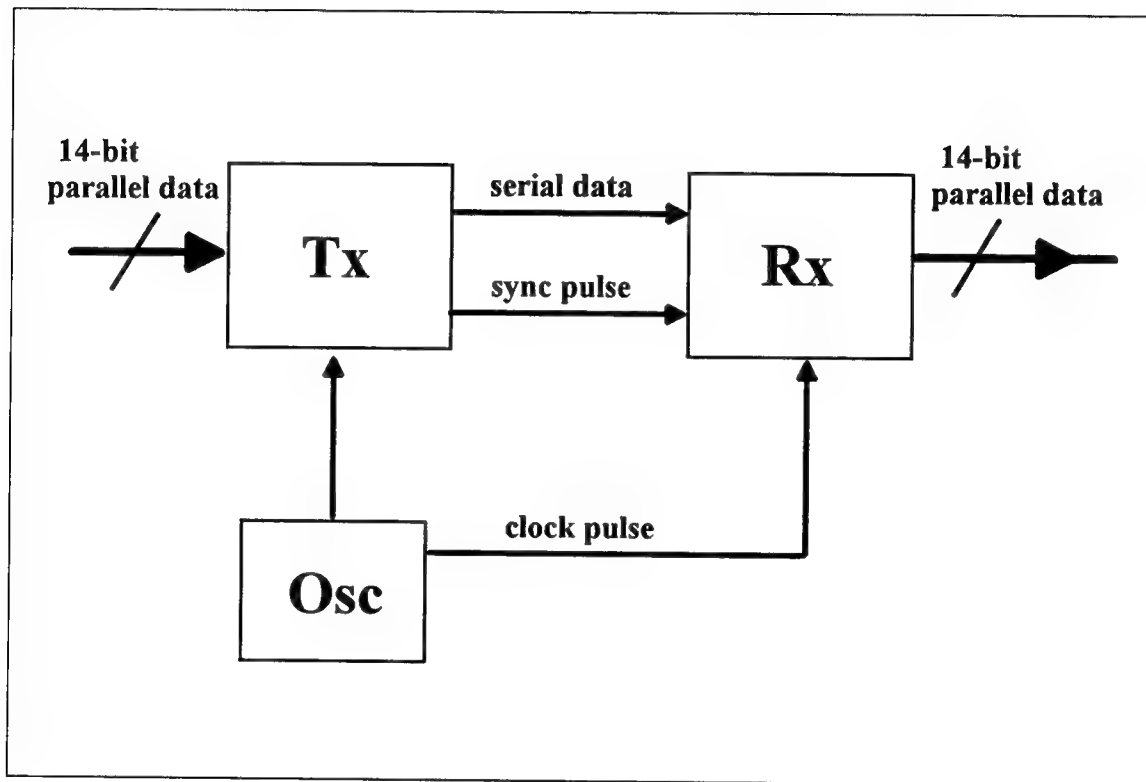 14-bit
parallel data
Tx
serial data
sync pulse
Rx
14-bit
parallel data
Osc
clock pulse